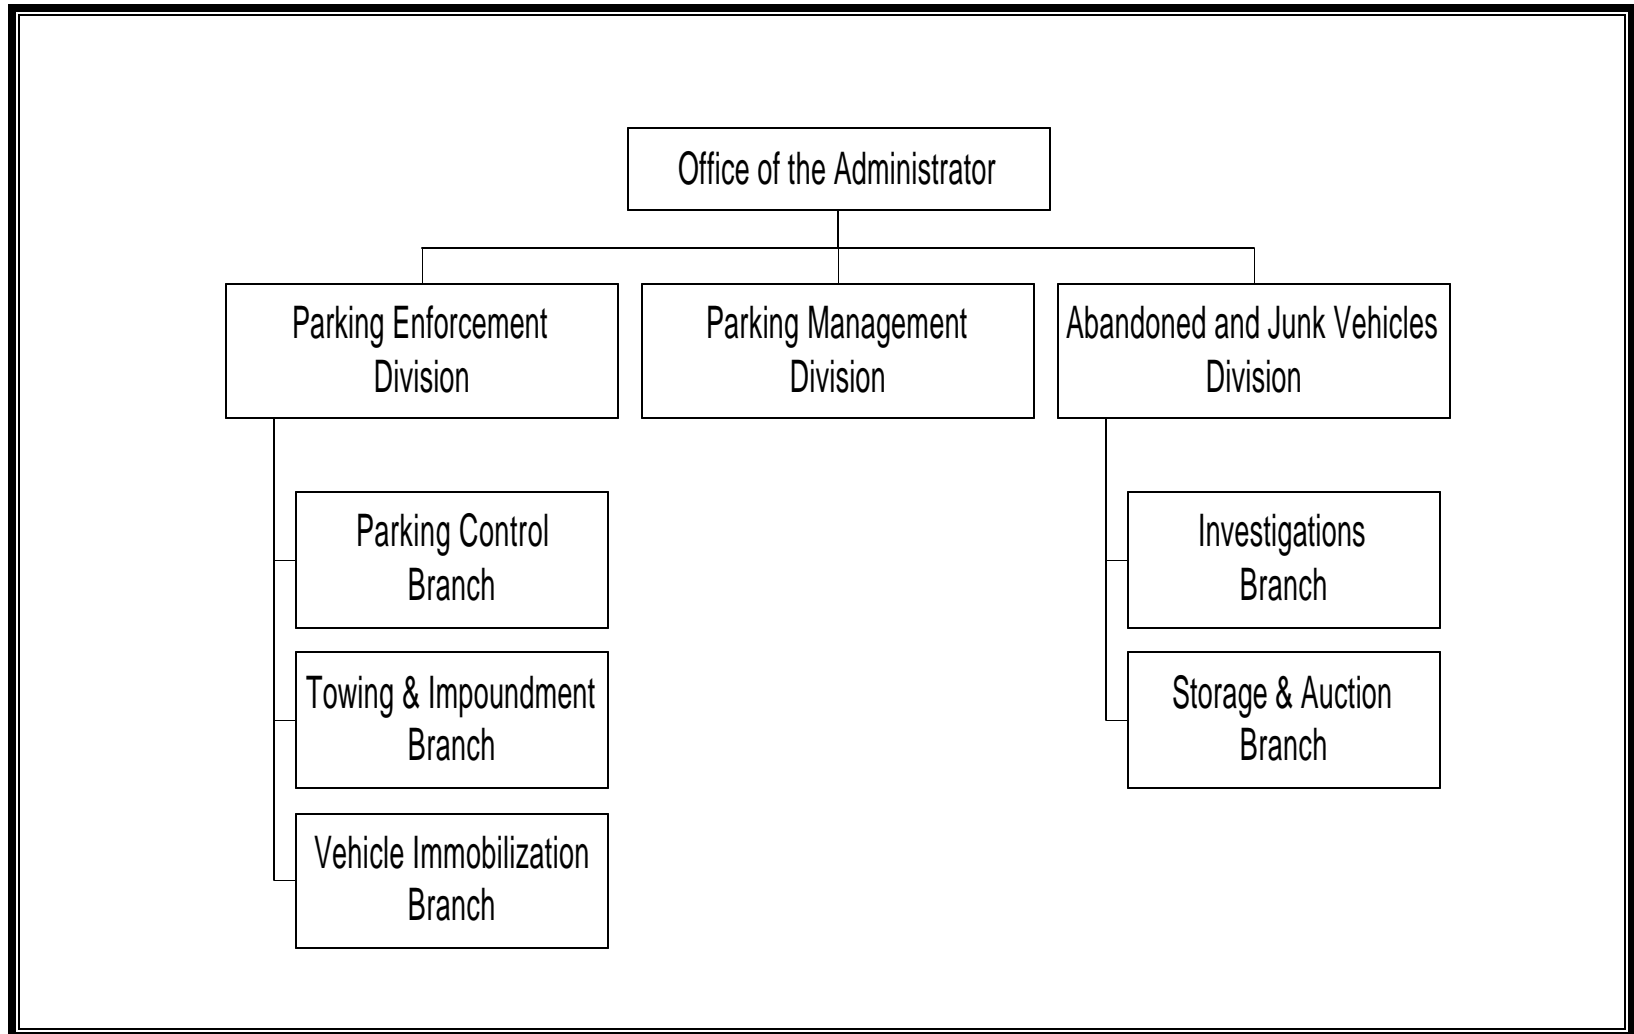 Office of the Administrator
Parking Enforcement
Division
Parking Management
Division
Abandoned and Junk Vehicles
Division
Parking Control
Branch
Towing & Impoundment
Branch
Vehicle Immobilization
Branch
Investigations
Branch
Storage & Auction
Branch